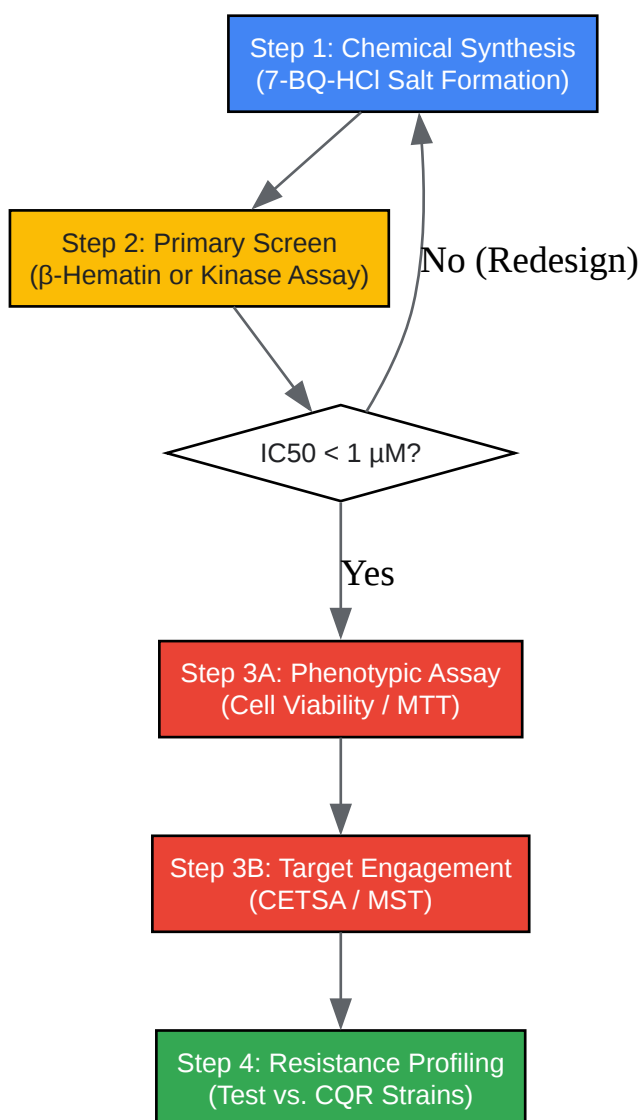 Step 1: Chemical Synthesis
(7-BQ-HCl Salt Formation)
Step 2: Primary Screen
(β-Hematin or Kinase Assay)
No (Redesign)
IC50 < 1 µM?
Yes
Step 3A: Phenotypic Assay
(Cell Viability / MTT)
Step 3B: Target Engagement
(CETSA / MST)
Step 4: Resistance Profiling
(Test vs. CQR Strains)